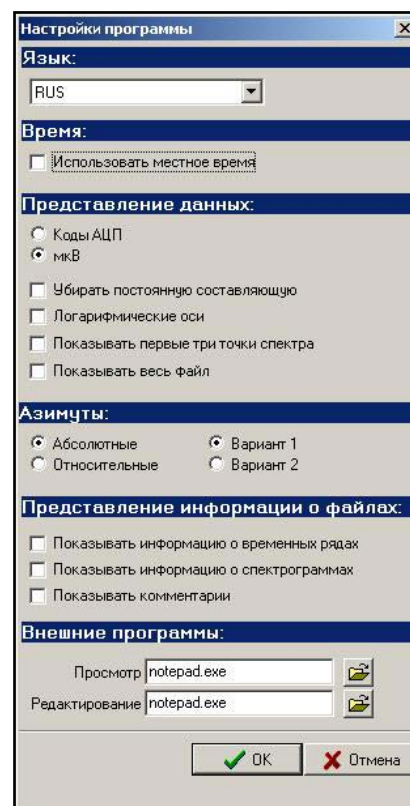 Настройки программы
Язык:
RUS
Время:
Использовать местное время
Представление данных:
Коды АЦП
мкВ
Убирать постоянную составляющую
Логарифмические оси
Показывать первые три точки спектра
Показывать весь файл
Азимуты:
Абсолютные Вариант 1
Относительные Вариант 2
Представление информации о файлах:
Показывать информацию о временных рядах
Показывать информацию о спектрограммах
Показывать комментарии
Внешние программы:
Просмотр notepad.exe
Редактирование notepad.exe
OK Отмена